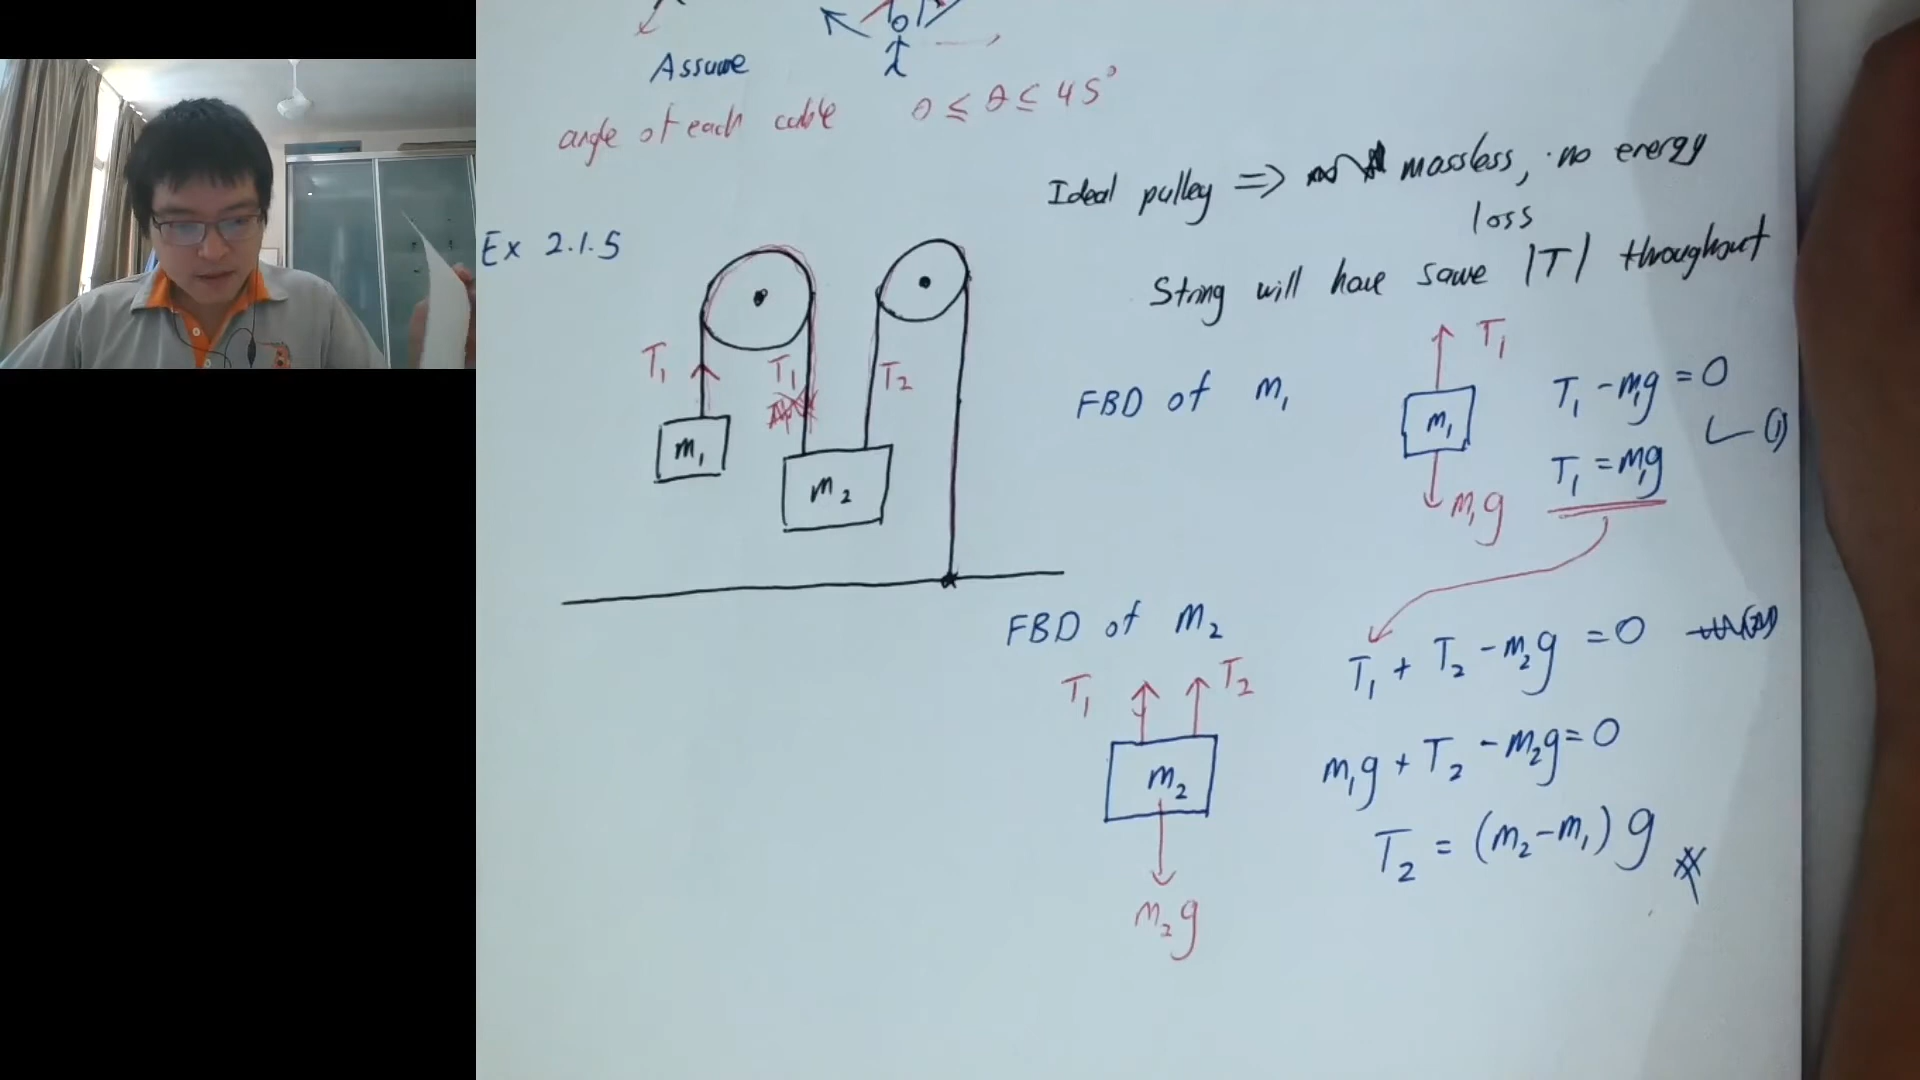 Assume
angle of each cable 0 ≤ θ ≤ 45°
Ideal pulley => massless, no energy
loss
String will have same |T| throughout
Ex 2.1.5
T₁
T₁
T₂
m₁
m₂
FBD of m₁
T₁
m₁
m₁g
T₁ - m₁g = 0
(1)
T₁ = m₁g
FBD of m₂
T₁
T₂
m₂
m₂g
T₁ + T₂ - m₂g = 0
m₁g + T₂ - m₂g = 0
T₂ = (m₂ - m₁) g